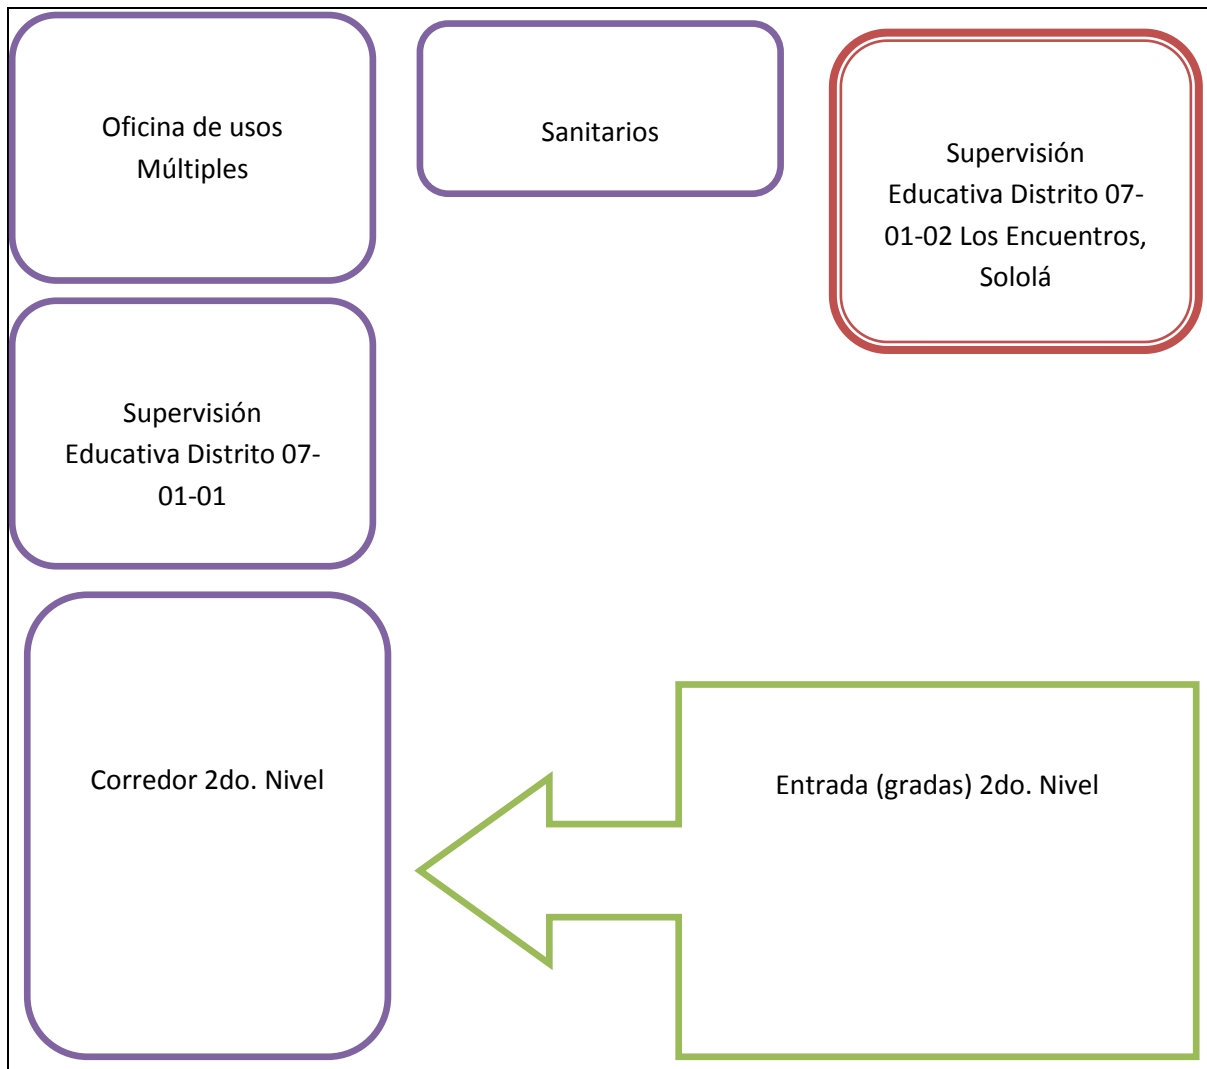 Oficina de usos
Múltiples
Sanitarios
Supervisión
Educativa Distrito 07-
01-02 Los Encuentros,
Sololá
Supervisión
Educativa Distrito 07-
01-01
Corredor 2do. Nivel
Entrada (gradas) 2do. Nivel